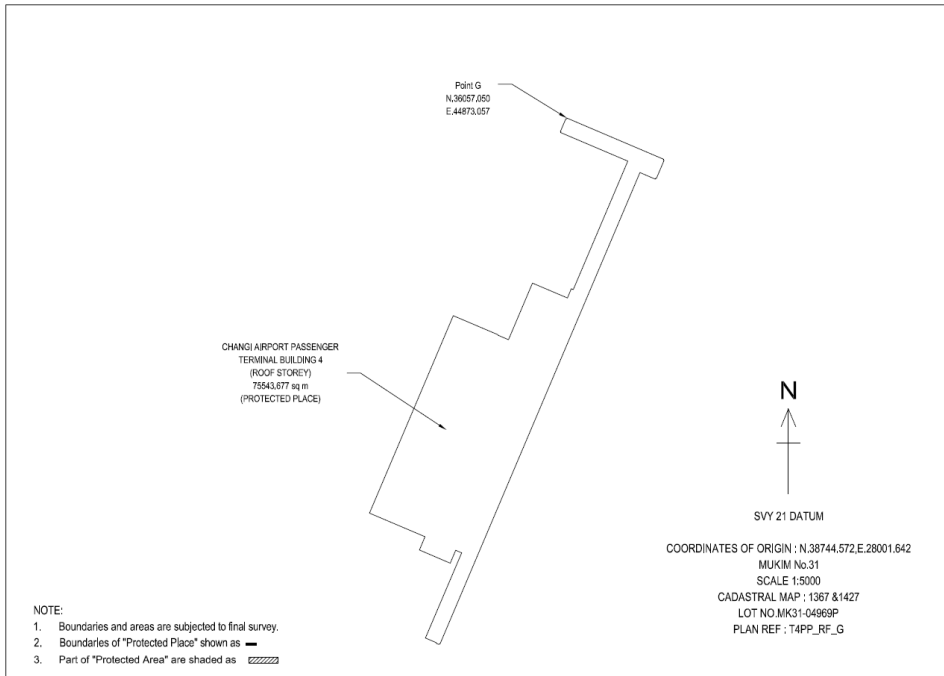 Point G
N.36057.050
E.44873.057
CHANGI AIRPORT PASSENGER
TERMINAL BUILDING 4
(ROOF STOREY)
75543.677 sq m
(PROTECTED PLACE)
N
SVY 21 DATUM
COORDINATES OF ORIGIN : N.38744.572,E.28001.642
MUKIM No.31
SCALE 1:5000
CADASTRAL MAP : 1367 &1427
LOT NO.MK31-04969P
PLAN REF : T4PP_RF_G
NOTE:
1. Boundaries and areas are subjected to final survey.
2. Boundaries of "Protected Place" shown as
3. Part of "Protected Area" are shaded as